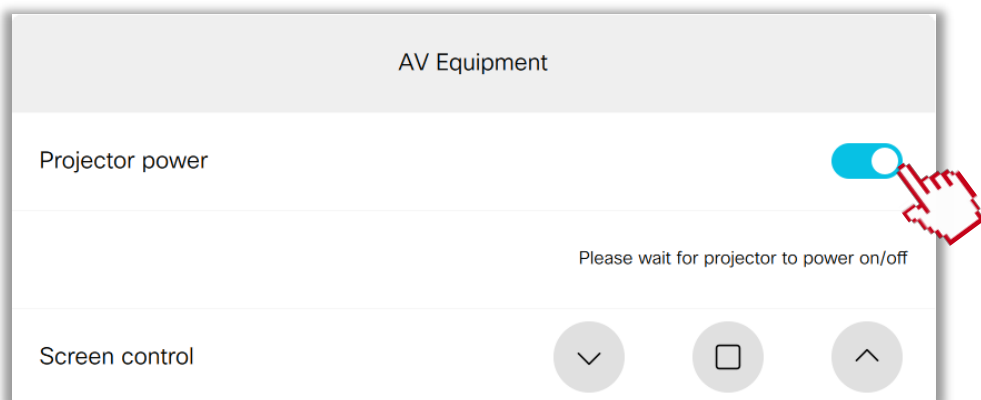 AV Equipment
Projector power
Please wait for projector to power on/off
Screen control